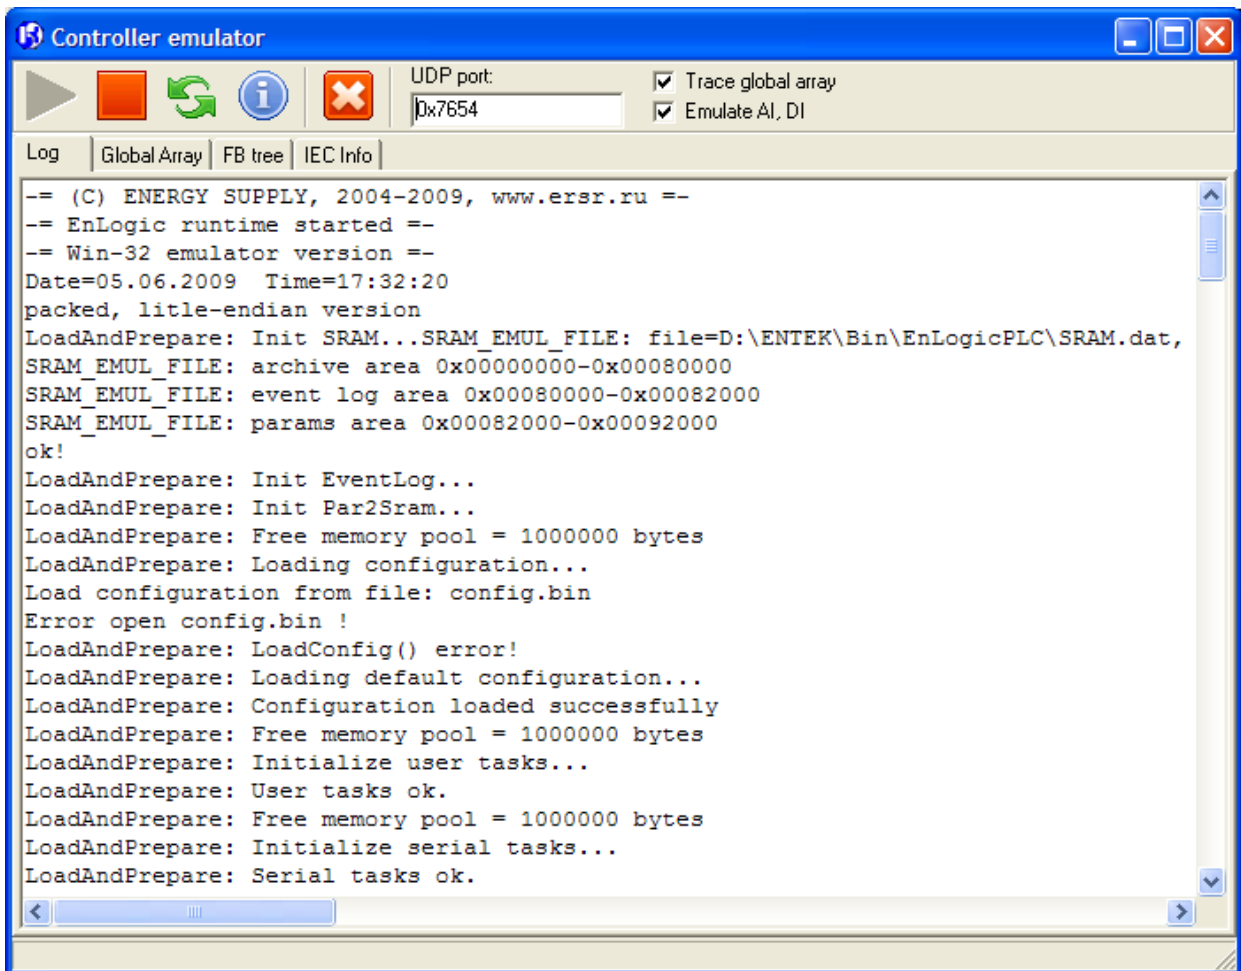 Controller emulator
UDP port:
0x7654
Trace global array
Emulate AI, DI
Log
Global Array
FB tree
IEC Info
-= (C) ENERGY SUPPLY, 2004-2009, www.ersr.ru =-
-= EnLogic runtime started =-
-= Win-32 emulator version =-
Date=05.06.2009  Time=17:32:20
packed, litle-endian version
LoadAndPrepare: Init SRAM...SRAM_EMUL_FILE: file=D:\ENTEK\Bin\EnLogicPLC\SRAM.dat,
SRAM_EMUL_FILE: archive area 0x00000000-0x00080000
SRAM_EMUL_FILE: event log area 0x00080000-0x00082000
SRAM_EMUL_FILE: params area 0x00082000-0x00092000
ok!
LoadAndPrepare: Init EventLog...
LoadAndPrepare: Init Par2Sram...
LoadAndPrepare: Free memory pool = 1000000 bytes
LoadAndPrepare: Loading configuration...
Load configuration from file: config.bin
Error open config.bin !
LoadAndPrepare: LoadConfig() error!
LoadAndPrepare: Loading default configuration...
LoadAndPrepare: Configuration loaded successfully
LoadAndPrepare: Free memory pool = 1000000 bytes
LoadAndPrepare: Initialize user tasks...
LoadAndPrepare: User tasks ok.
LoadAndPrepare: Free memory pool = 1000000 bytes
LoadAndPrepare: Initialize serial tasks...
LoadAndPrepare: Serial tasks ok.